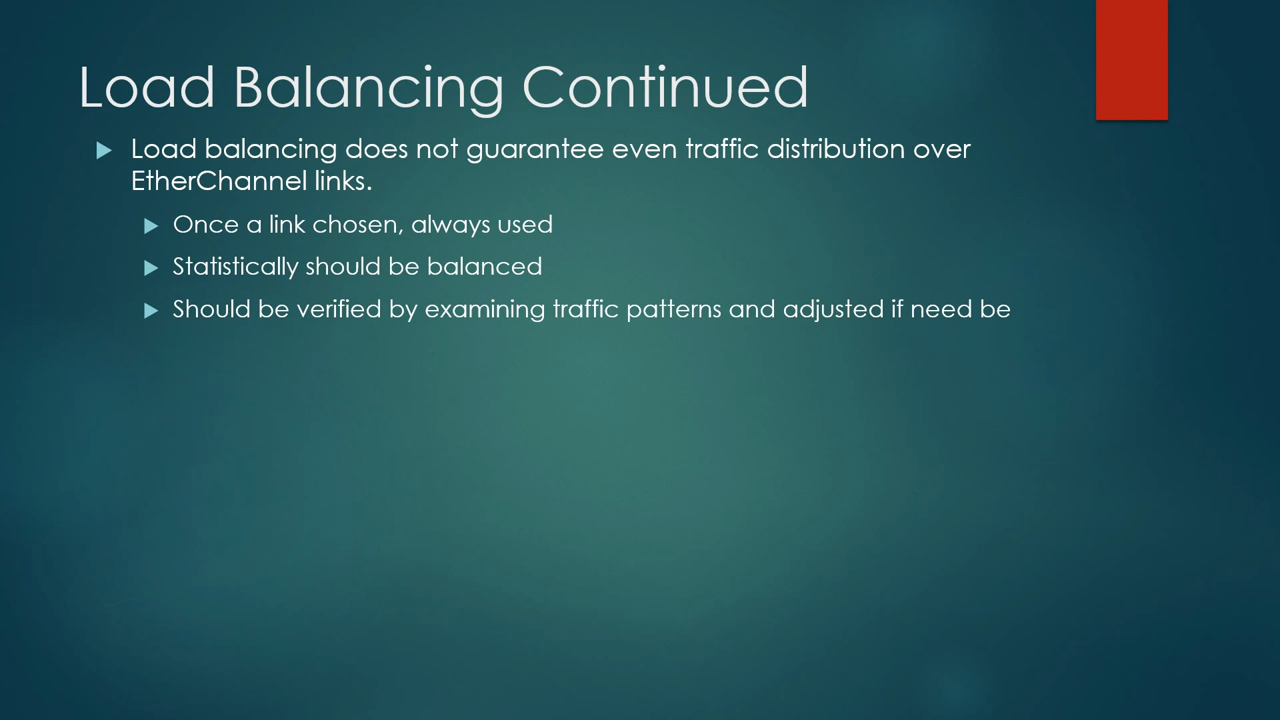 Load Balancing Continued
Load balancing does not guarantee even traffic distribution over
EtherChannel links.
Once a link chosen, always used
Statistically should be balanced
Should be verified by examining traffic patterns and adjusted if need be